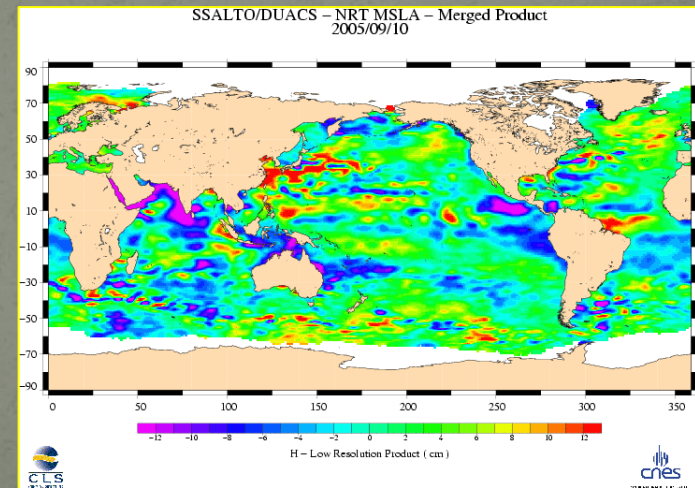 SSALTO/DUACS – NRT MSLA – Merged Product
2005/09/10
90
70
50
30
10
−10
−30
−50
−70
−90
0 50 100 150 200 250 300 350
−12 −10 −8 −6 −4 −2 0 2 4 6 8 10 12
H – Low Resolution Product ( cm )
CLS
cnes